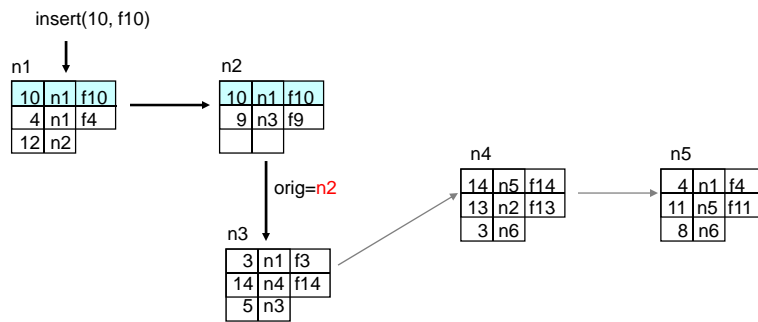 insert(10, f10)
n1
10 n1 f10
4 n1 f4
12 n2
n2
10 n1 f10
9 n3 f9
orig=n2
n3
3 n1 f3
14 n4 f14
5 n3
n4
14 n5 f14
13 n2 f13
3 n6
n5
4 n1 f4
11 n5 f11
8 n6